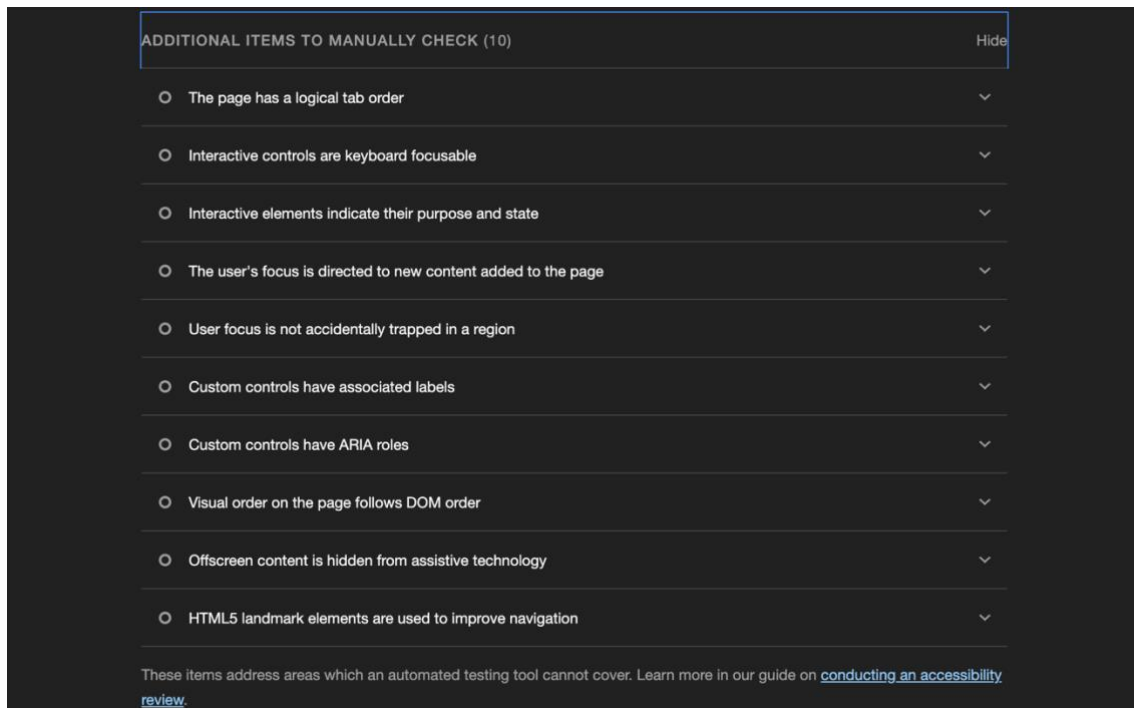 ADDITIONAL ITEMS TO MANUALLY CHECK (10) Hide
The page has a logical tab order
Interactive controls are keyboard focusable
Interactive elements indicate their purpose and state
The user's focus is directed to new content added to the page
User focus is not accidentally trapped in a region
Custom controls have associated labels
Custom controls have ARIA roles
Visual order on the page follows DOM order
Offscreen content is hidden from assistive technology
HTML5 landmark elements are used to improve navigation
These items address areas which an automated testing tool cannot cover. Learn more in our guide on conducting an accessibility
review.